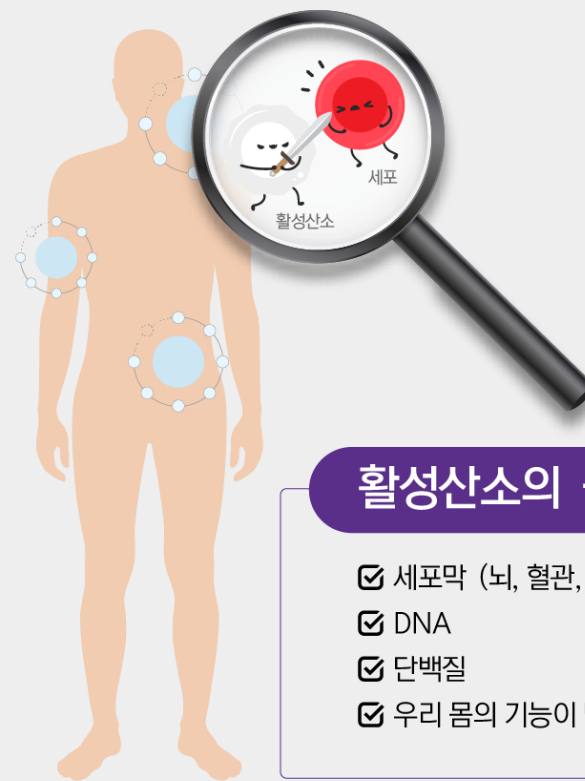 세포
활성산소
활성산소의
세포막 (뇌, 혈관,
DNA
단백질
우리 몸의 기능이